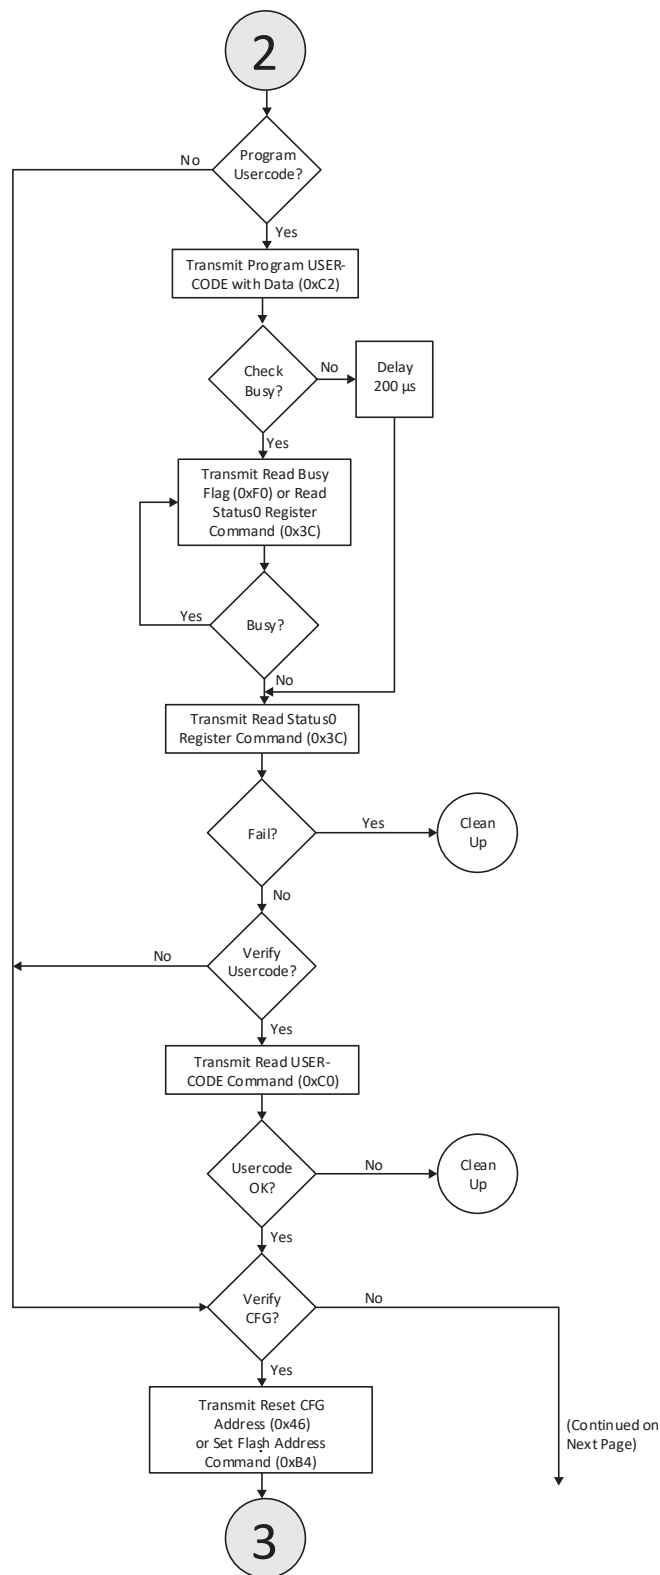 2
Program
Usercode?
No
Yes
Transmit Program USER-
CODE with Data (0xC2)
Check
Busy?
No
Delay
200 µs
Yes
Transmit Read Busy
Flag (0xF0) or Read
Status0 Register
Command (0x3C)
Yes
Busy?
No
Transmit Read Status0
Register Command (0x3C)
Fail?
Yes
Clean
Up
No
Verify
Usercode?
No
Yes
Transmit Read USER-
CODE Command (0xC0)
Usercode
OK?
No
Clean
Up
Yes
Verify
CFG?
No
Yes
Transmit Reset CFG
Address (0x46)
or Set Flash Address
Command (0xB4)
(Continued on
Next Page)
3